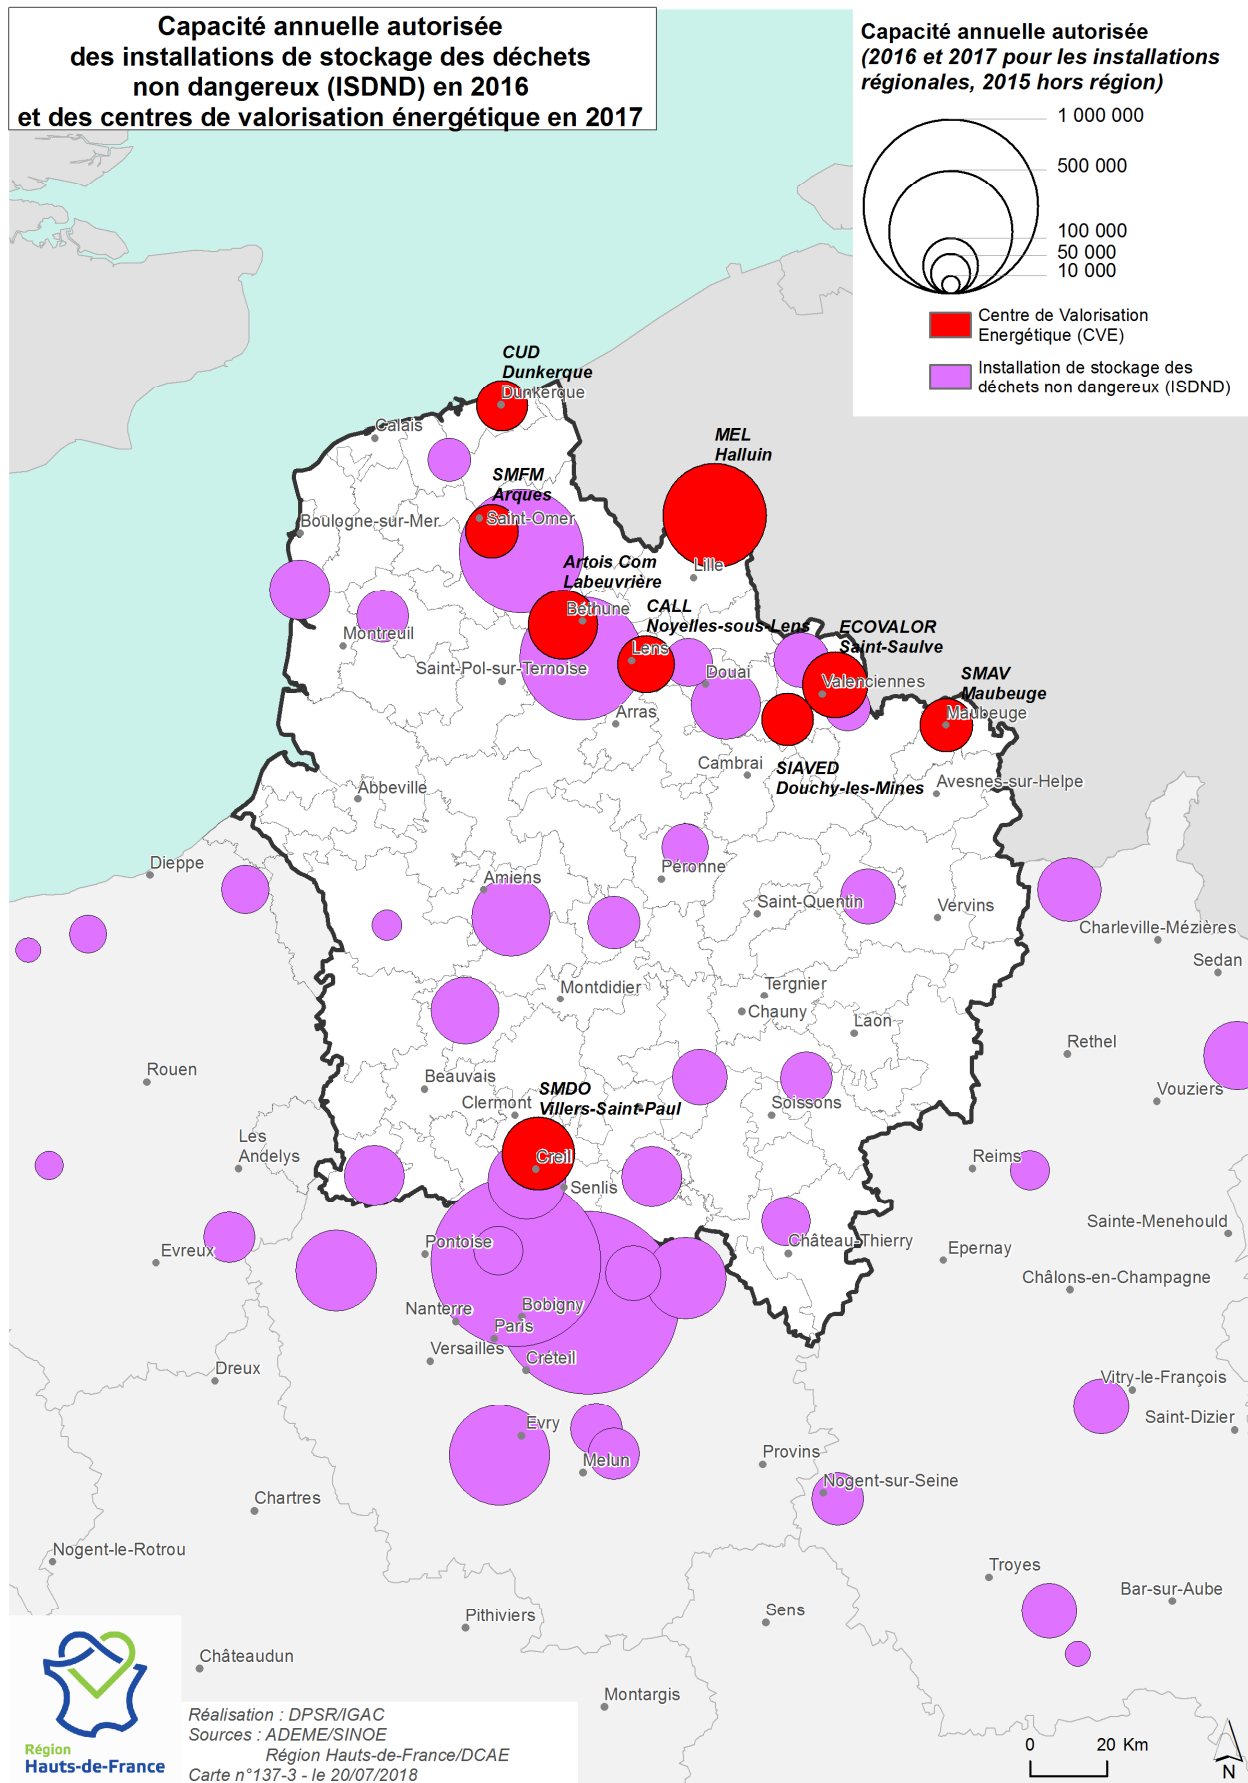 Capacité annuelle autorisée
des installations de stockage des déchets
non dangereux (ISDND) en 2016
et des centres de valorisation énergétique en 2017
Capacité annuelle autorisée
(2016 et 2017 pour les installations
régionales, 2015 hors région)
1 000 000
500 000
100 000
50 000
10 000
Centre de Valorisation
Energétique (CVE)
Installation de stockage des
déchets non dangereux (ISDND)
CUD
Dunkerque
Dunkerque
Calais
MEL
Halluin
SMFM
Arques
Saint-Omer
Boulogne-sur-Mer
Lille
Artois Com
Labeuvrière
Béthune
CALL
Noyelles-sous-Lens
ECOVALOR
Saint-Saulve
Montreuil
Lens
Saint-Pol-sur-Ternoise
Douai
Valenciennes
SMAV
Maubeuge
Maubeuge
Arras
Cambrai
SIAVED
Douchy-les-Mines
Avesnes-sur-Helpe
Abbeville
Dieppe
Péronne
Amiens
Saint-Quentin
Vervins
Charleville-Mézières
Sedan
Montdidier
Tergnier
Chauny
Laon
Rethel
Rouen
Beauvais
Vouziers
Clermont
SMDO
Villers-Saint-Paul
Soissons
Les
Andelys
Creil
Reims
Senlis
Sainte-Menehould
Evreux
Pontoise
Château-Thierry
Epernay
Châlons-en-Champagne
Nanterre
Bobigny
Paris
Versailles
Créteil
Dreux
Vitry-le-François
Saint-Dizier
Evry
Melun
Provins
Nogent-sur-Seine
Chartres
Nogent-le-Rotrou
Troyes
Bar-sur-Aube
Pithiviers
Sens
Châteaudun
Montargis
Région
Hauts-de-France
Réalisation : DPSR/IGAC
Sources : ADEME/SINOE
Région Hauts-de-France/DCAE
Carte n°137-3 - le 20/07/2018
0 20 Km
N